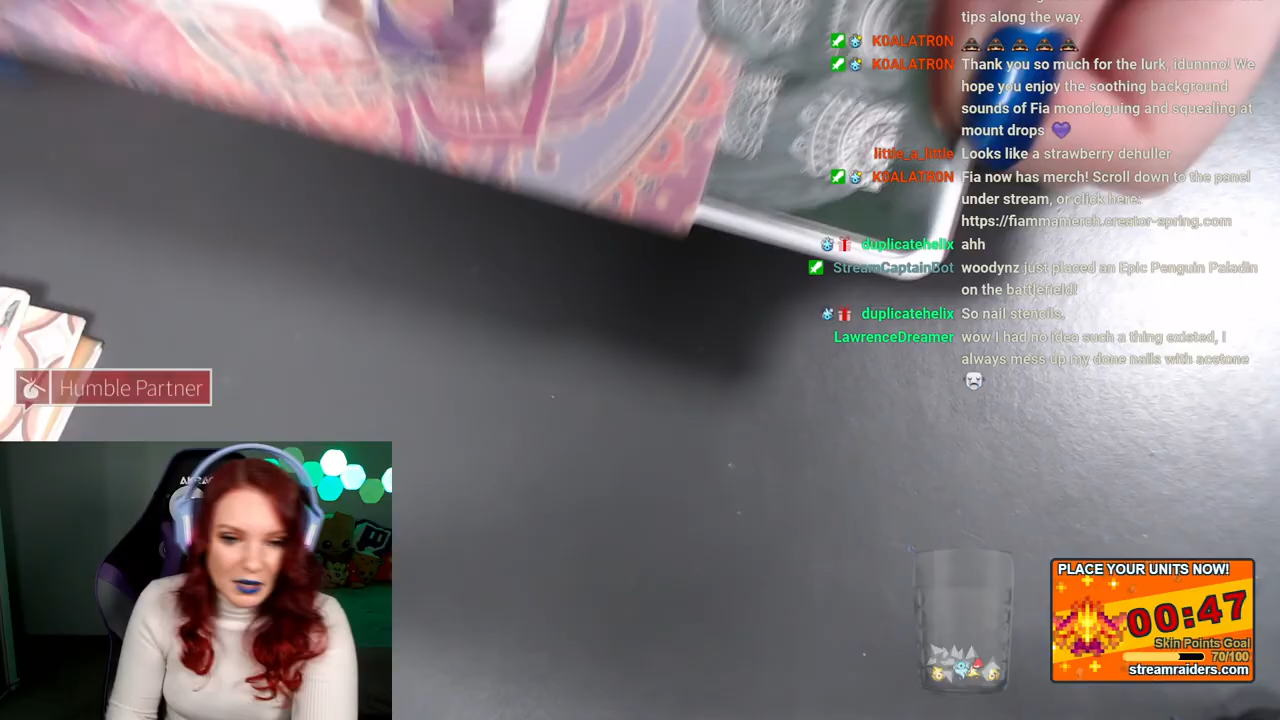 tips along the way.
K0ALATR0N
K0ALATR0N Thank you so much for the lurk, idunnno! We
hope you enjoy the soothing background
sounds of Fia monologuing and squealing at
mount drops
little_a_little Looks like a strawberry dehuller
K0ALATR0N Fia now has merch! Scroll down to the panel
under stream, or click here:
https://fiammamerch.creator-spring.com
duplicatehelix ahh
StreamCaptainBot woodynz just placed an Epic Penguin Paladin
on the battlefield!
duplicatehelix So nail stencils.
LawrenceDreamer wow I had no idea such a thing existed, I
always mess up my done nails with acetone
Humble Partner
PLACE YOUR UNITS NOW!
00:47
Skin Points Goal
70/100
streamraiders.com